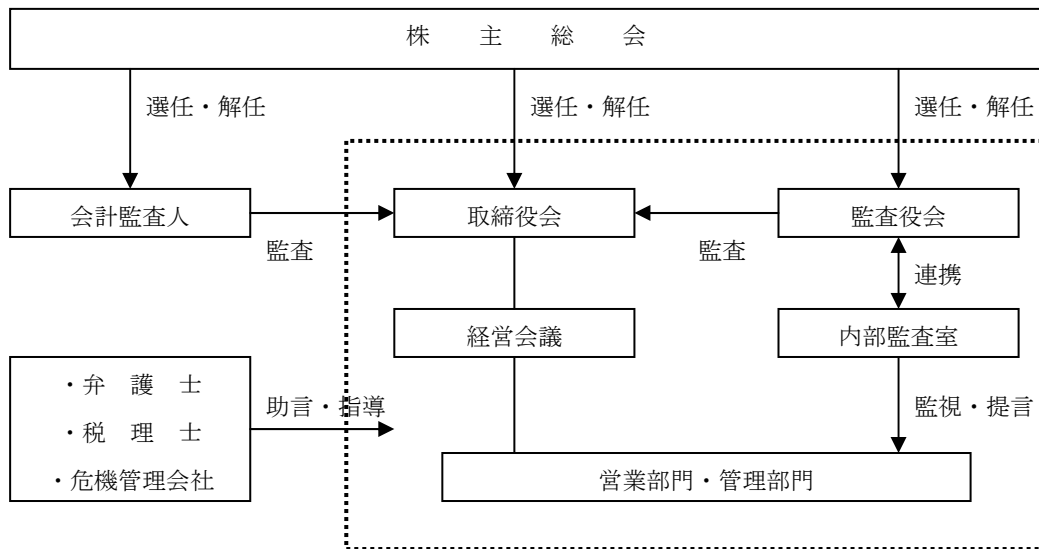 株　主　総　会
選任・解任　選任・解任　選任・解任
会計監査人　取締役会　監査役会
監査　監査
連携
経営会議　内部監査室
・弁　護　士
助言・指導　監視・提言
・税　理　士
・危機管理会社　営業部門・管理部門